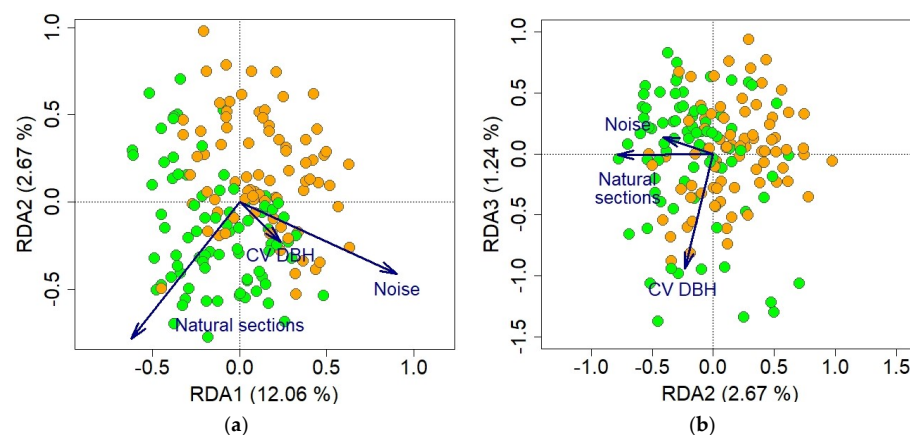 1.0
0.5
0.0
-0.5
RDA2 (2.67 %)
CV DBH
Noise
Natural sections
-0.5 0.0 0.5 1.0
RDA1 (12.06 %)
(a)
1.0
0.5
0.0
-0.5
-1.0
-1.5
RDA3 (1.24 %)
Noise
Natural
sections
CV DBH
-1.0 -0.5 0.0 0.5 1.0 1.5
RDA2 (2.67 %)
(b)